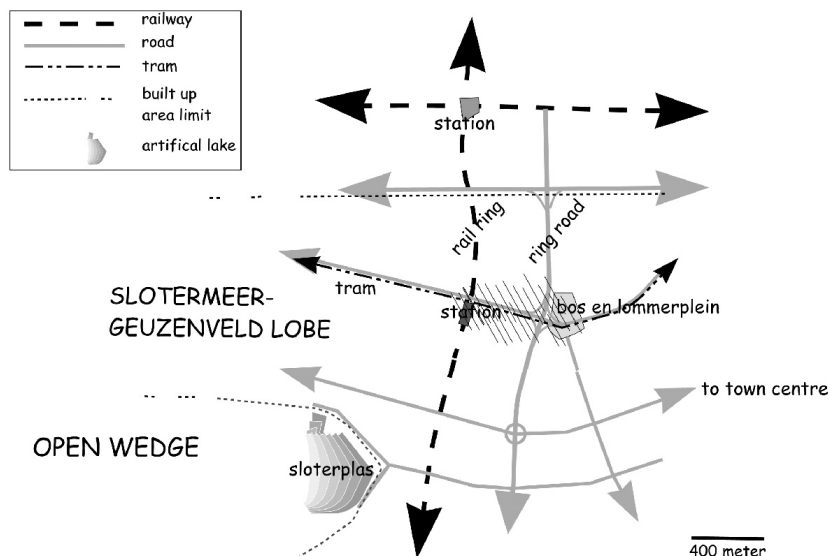 railway
road
tram
built up
area limit
artifical lake
station
rail ring
ring road
tram
station
bos en lommerplein
SLOTERMEER-
GEUZENVELD LOBE
to town centre
OPEN WEDGE
sloterplas
400 meter